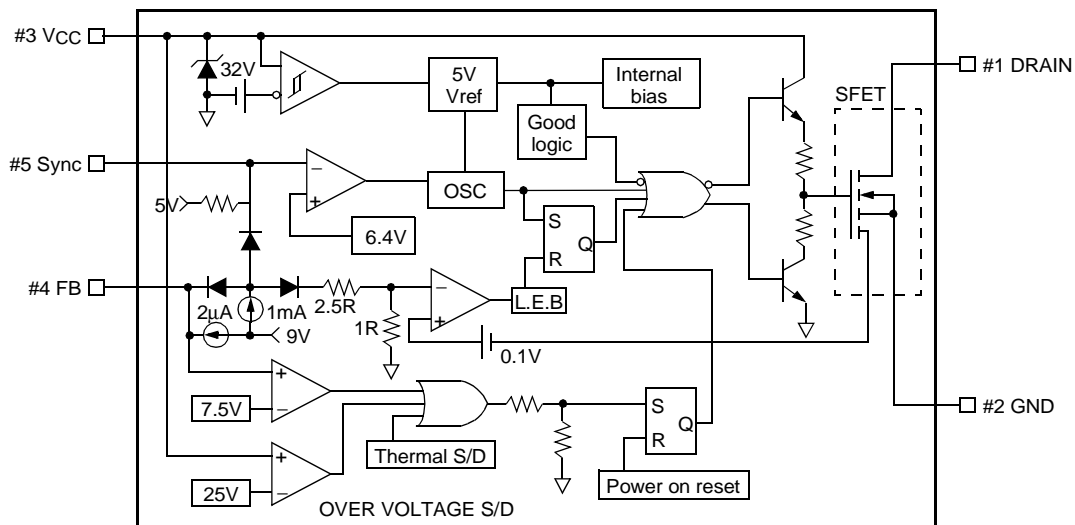 #3 VCC
32V
5V
Vref
Internal
bias
#1 DRAIN
SFET
Good
logic
#5 Sync
−
+
OSC
5V
6.4V
S
R
Q
#4 FB
2μA
1mA
9V
2.5R
1R
−
+
L.E.B
0.1V
+
−
7.5V
Thermal S/D
S
R
Q
#2 GND
+
−
25V
Power on reset
OVER VOLTAGE S/D